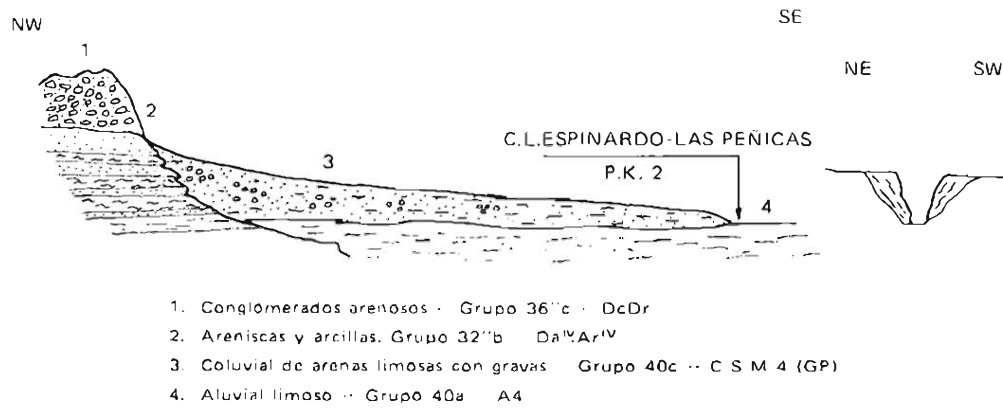 NW
SE
1
NE SW
2
C.L.ESPINARDO-LAS PEÑICAS
3
P.K. 2
4
1. Conglomerados arenosos - Grupo 36''c - DcDr
2. Areniscas y arcillas. Grupo 32''b Daᴵⱽ Arᴵⱽ
3. Coluvial de arenas limosas con gravas Grupo 40c -- C S M 4 (GP)
4. Aluvial limoso -- Grupo 40a A4